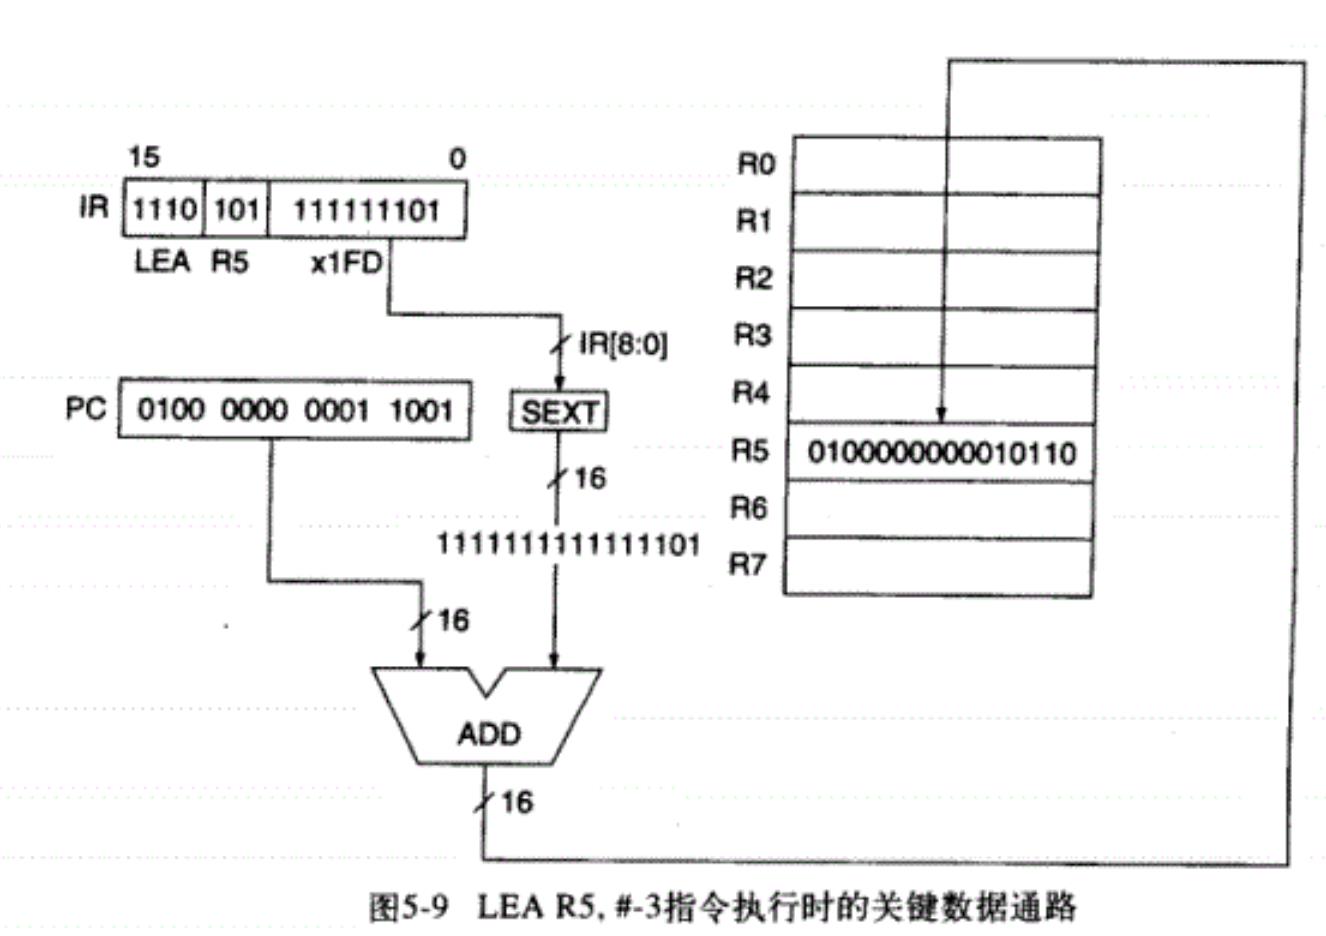 15 0
IR 1110 101 111111101
LEA R5 x1FD
IR[8:0]
PC 0100 0000 0001 1001
SEXT
16
1111111111111101
16
ADD
16
R0
R1
R2
R3
R4
R5 0100000000010110
R6
R7
图5-9 LEA R5, #-3指令执行时的关键数据通路